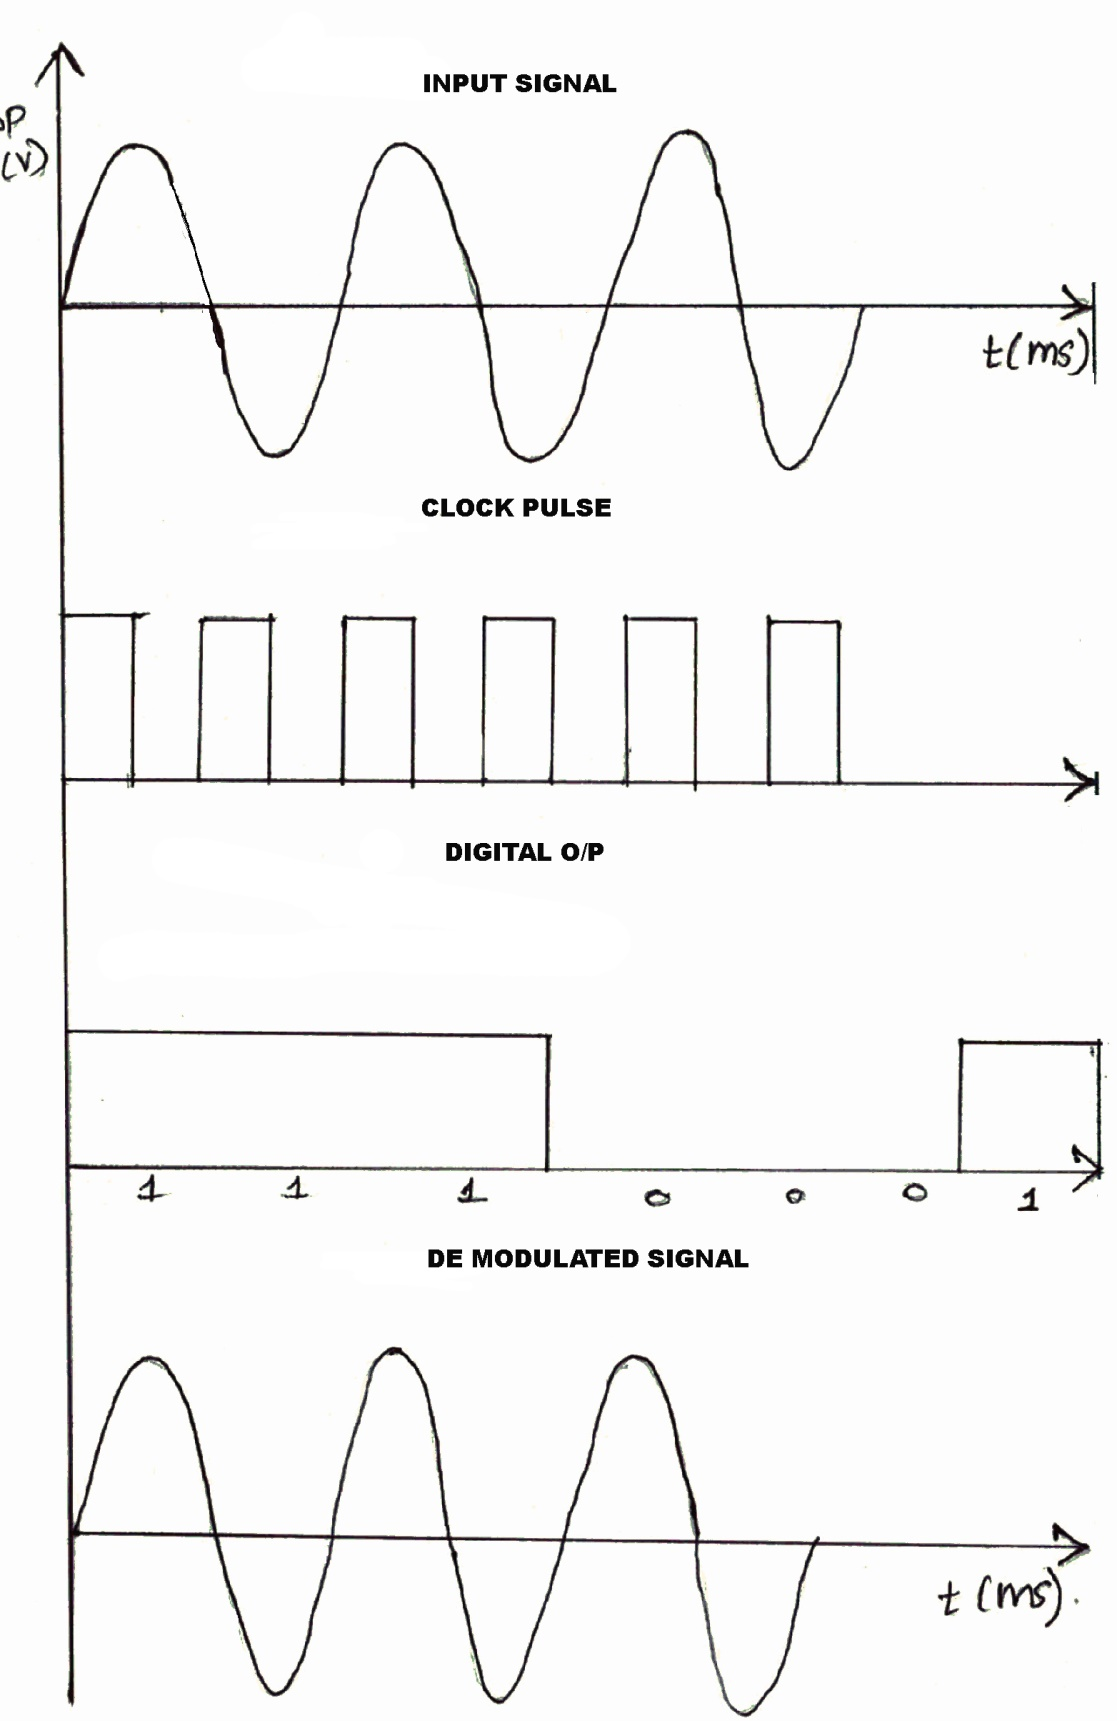 INPUT SIGNAL
(V)
t(ms)
CLOCK PULSE
DIGITAL O/P
1 1 1 0 0 0 1
DE MODULATED SIGNAL
t (ms).